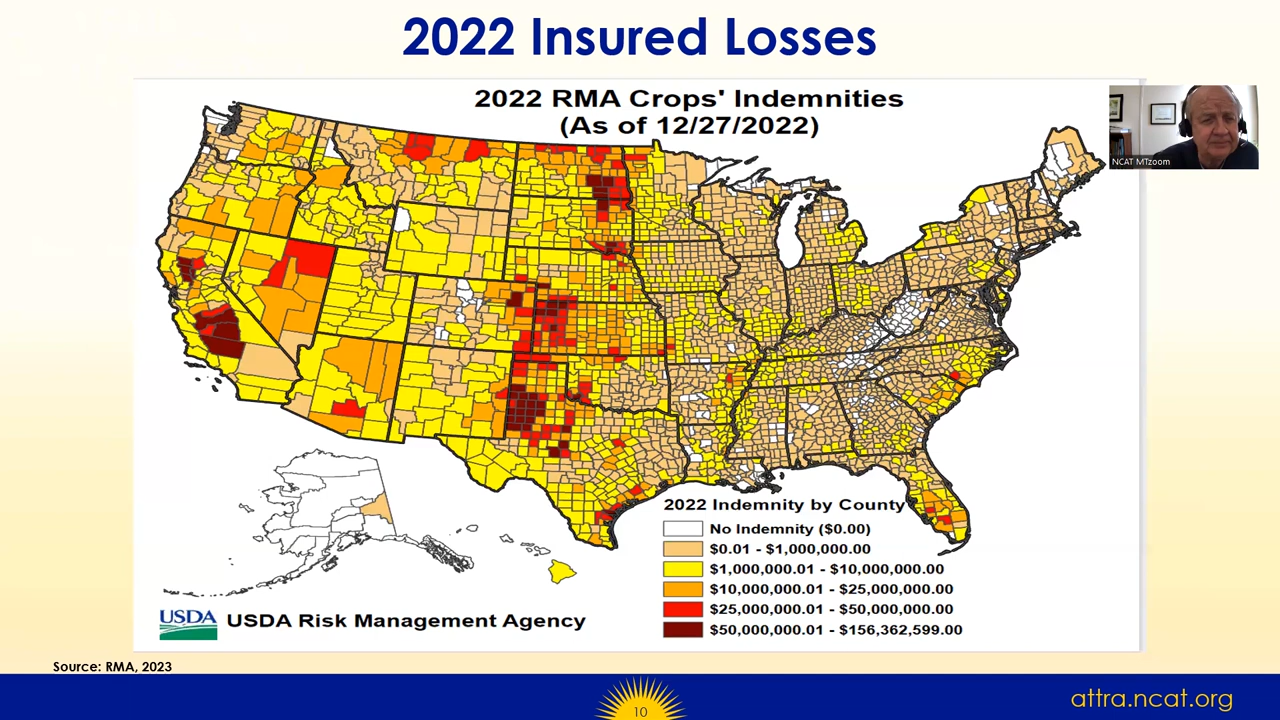 2022 Insured Losses
2022 RMA Crops' Indemnities
(As of 12/27/2022)
NCAT MTzoom
2022 Indemnity by County
No Indemnity ($0.00)
$0.01 - $1,000,000.00
$1,000,000.01 - $10,000,000.00
$10,000,000.01 - $25,000,000.00
$25,000,000.01 - $50,000,000.00
$50,000,000.01 - $156,362,599.00
USDA
USDA Risk Management Agency
Source: RMA, 2023
10
attra.ncat.org